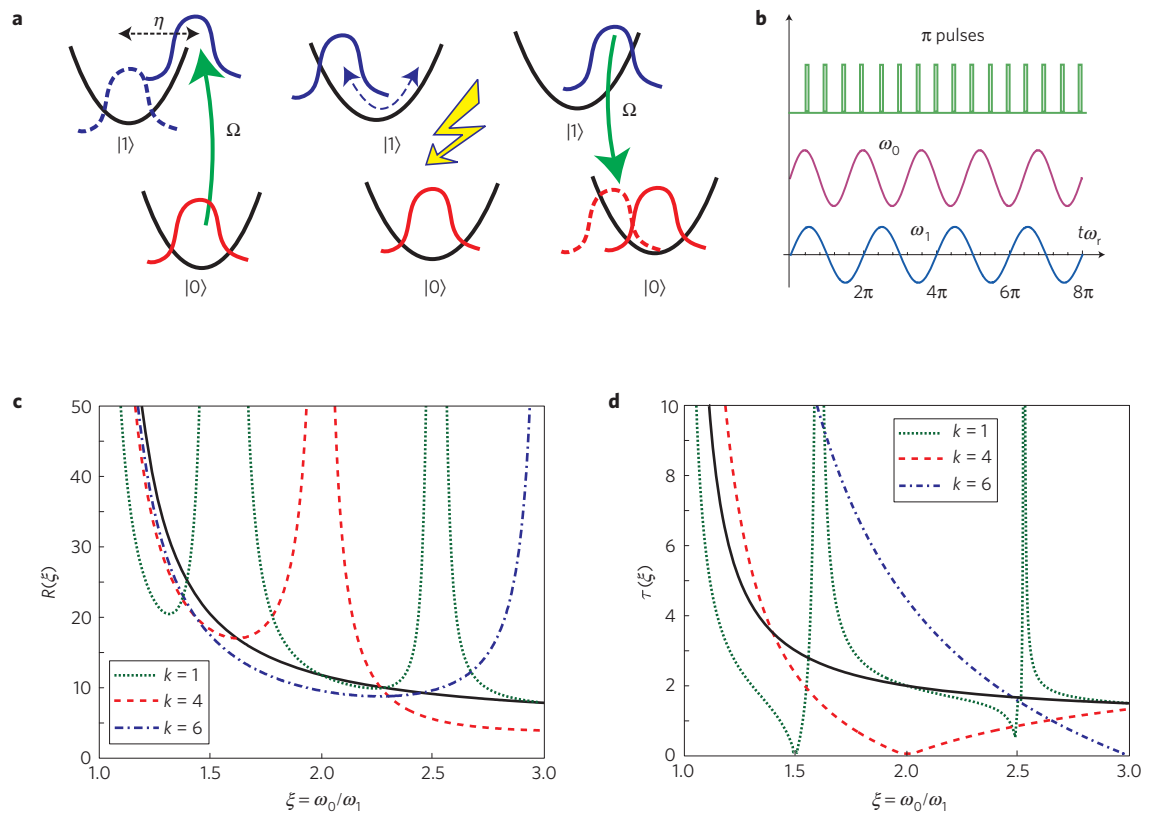 a
η
|1⟩
Ω
|0⟩
|1⟩
|0⟩
|1⟩
Ω
|0⟩
b
π pulses
ω₀
ω₁
tωᵣ
2π
4π
6π
8π
c
50
40
30
20
10
0
R(ξ)
k = 1
k = 4
k = 6
1.0
1.5
2.0
2.5
3.0
ξ = ω₀/ω₁
d
10
8
6
4
2
0
τ(ξ)
k = 1
k = 4
k = 6
1.0
1.5
2.0
2.5
3.0
ξ = ω₀/ω₁